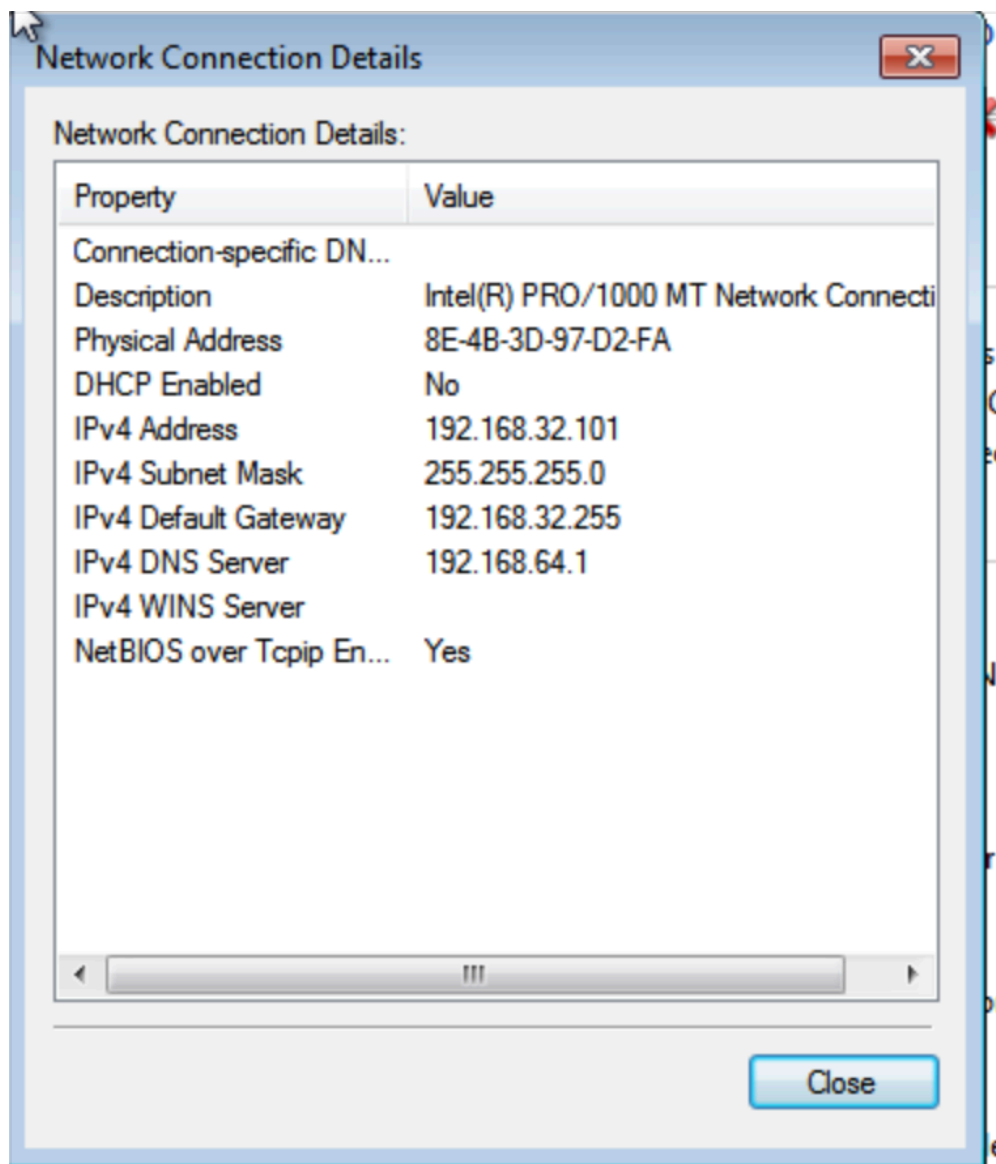 Network Connection Details
Network Connection Details:
Property Value
Connection-specific DN...
Description Intel(R) PRO/1000 MT Network Connecti
Physical Address 8E-4B-3D-97-D2-FA
DHCP Enabled No
IPv4 Address 192.168.32.101
IPv4 Subnet Mask 255.255.255.0
IPv4 Default Gateway 192.168.32.255
IPv4 DNS Server 192.168.64.1
IPv4 WINS Server
NetBIOS over Tcpip En... Yes
Close